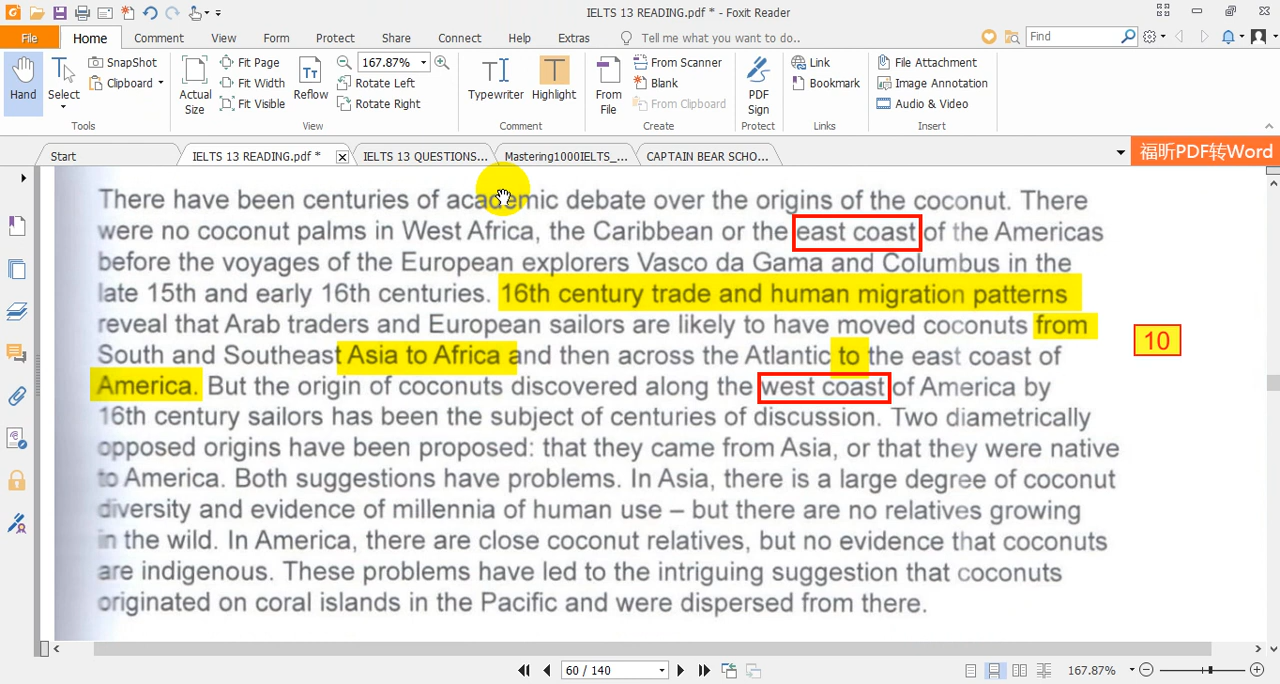 IELTS 13 READING.pdf * - Foxit Reader
File Home Comment View Form Protect Share Connect Help Extras Tell me what you want to do.. Find
Hand Select SnapShot Clipboard Actual Size Fit Page Fit Width Fit Visible Reflow 167.87% Rotate Left Rotate Right Typewriter Highlight From File From Scanner Blank From Clipboard PDF Sign Link Bookmark File Attachment Image Annotation Audio & Video
Tools View Comment Create Protect Links Insert
Start IELTS 13 READING.pdf * IELTS 13 QUESTIONS... Mastering1000IELTS_... CAPTAIN BEAR SCHO... 福昕PDF转Word
There have been centuries of academic debate over the origins of the coconut. There
were no coconut palms in West Africa, the Caribbean or the east coast of the Americas
before the voyages of the European explorers Vasco da Gama and Columbus in the
late 15th and early 16th centuries. 16th century trade and human migration patterns
reveal that Arab traders and European sailors are likely to have moved coconuts from
South and Southeast Asia to Africa and then across the Atlantic to the east coast of
10
America. But the origin of coconuts discovered along the west coast of America by
16th century sailors has been the subject of centuries of discussion. Two diametrically
opposed origins have been proposed: that they came from Asia, or that they were native
to America. Both suggestions have problems. In Asia, there is a large degree of coconut
diversity and evidence of millennia of human use – but there are no relatives growing
in the wild. In America, there are close coconut relatives, but no evidence that coconuts
are indigenous. These problems have led to the intriguing suggestion that coconuts
originated on coral islands in the Pacific and were dispersed from there.
60 / 140 167.87%